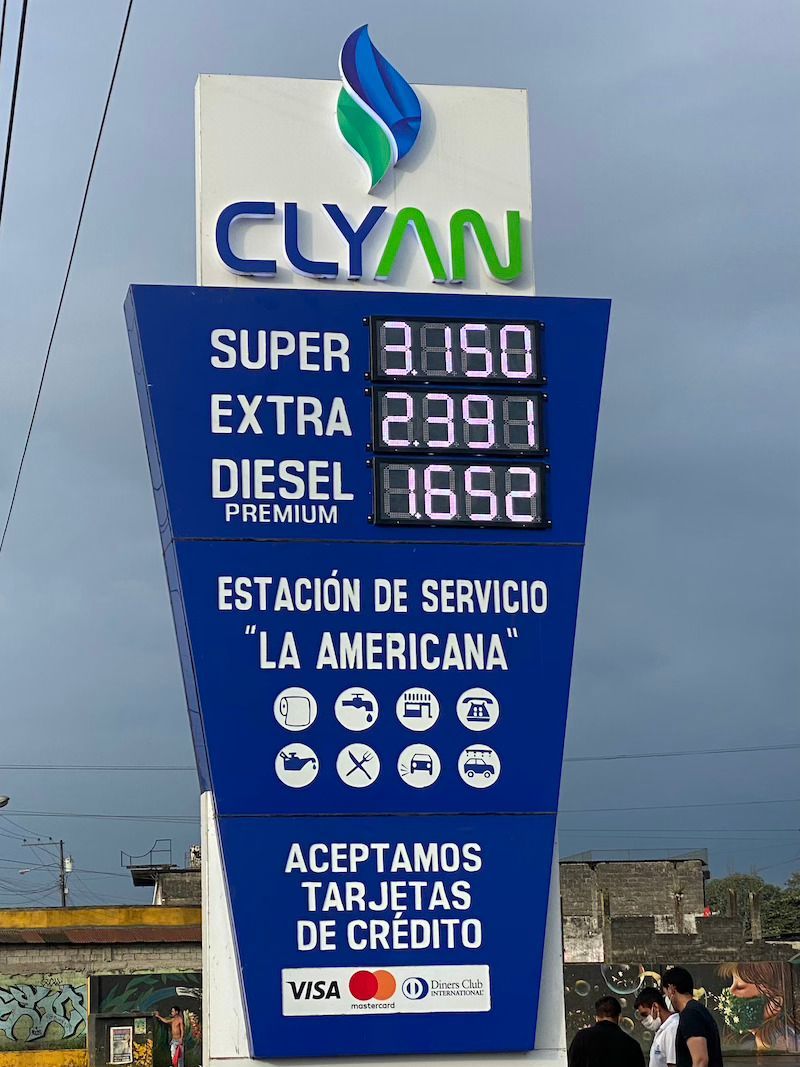 CLYAN
SUPER 3.150
EXTRA 2.391
DIESEL 1.652
PREMIUM
ESTACIÓN DE SERVICIO
"LA AMERICANA"
ACEPTAMOS
TARJETAS
DE CRÉDITO
VISA mastercard Diners Club
INTERNATIONAL